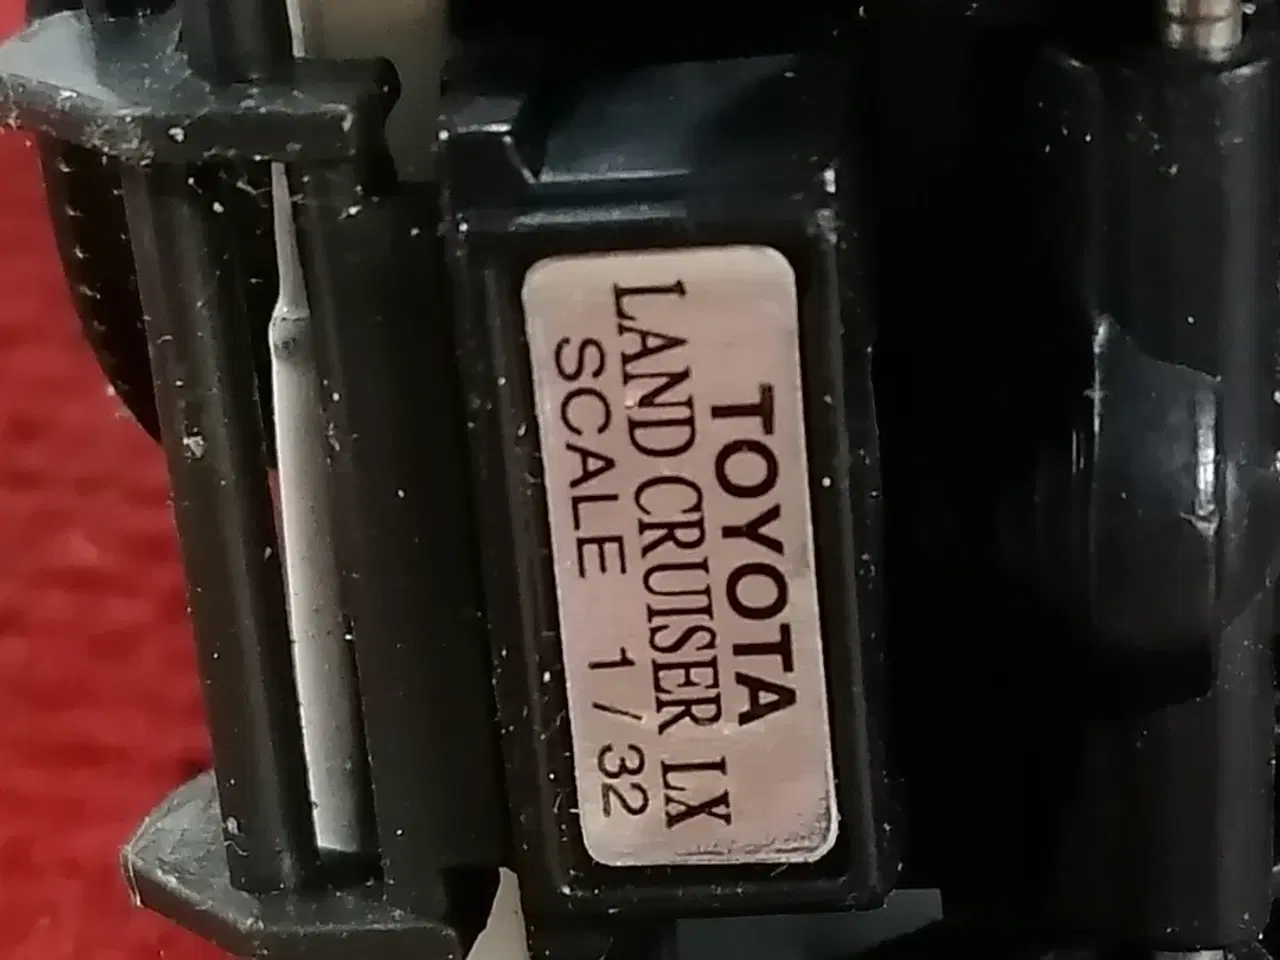 TOYOTA
LAND CRUISER LX
SCALE 1/32